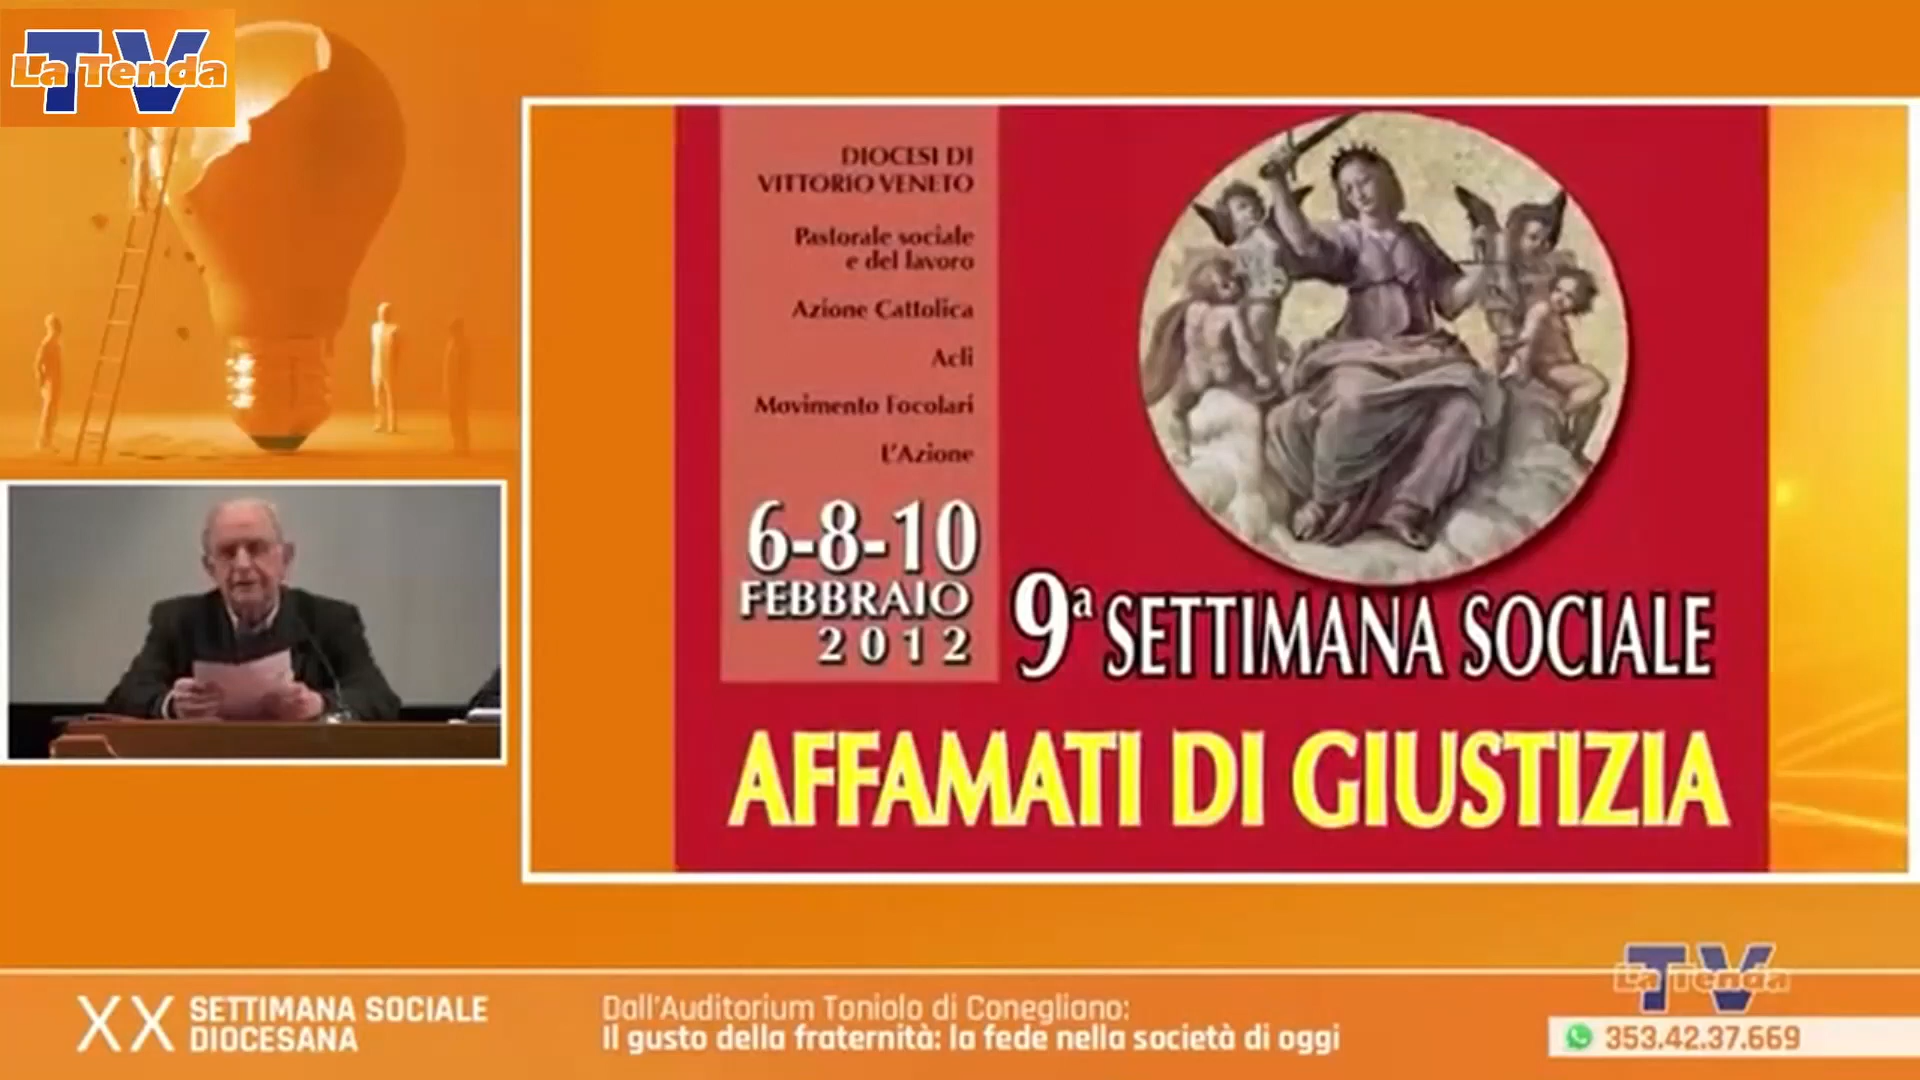 TV
La Tenda
DIOCESI DI
VITTORIO VENETO
Pastorale sociale
e del lavoro
Azione Cattolica
Acli
Movimento Focolari
L'Azione
6-8-10
FEBBRAIO
2012
9ª SETTIMANA SOCIALE
AFFAMATI DI GIUSTIZIA
XX SETTIMANA SOCIALE
DIOCESANA
Dall'Auditorium Toniolo di Conegliano:
Il gusto della fraternità: la fede nella società di oggi
TV
La Tenda
353.42.37.669